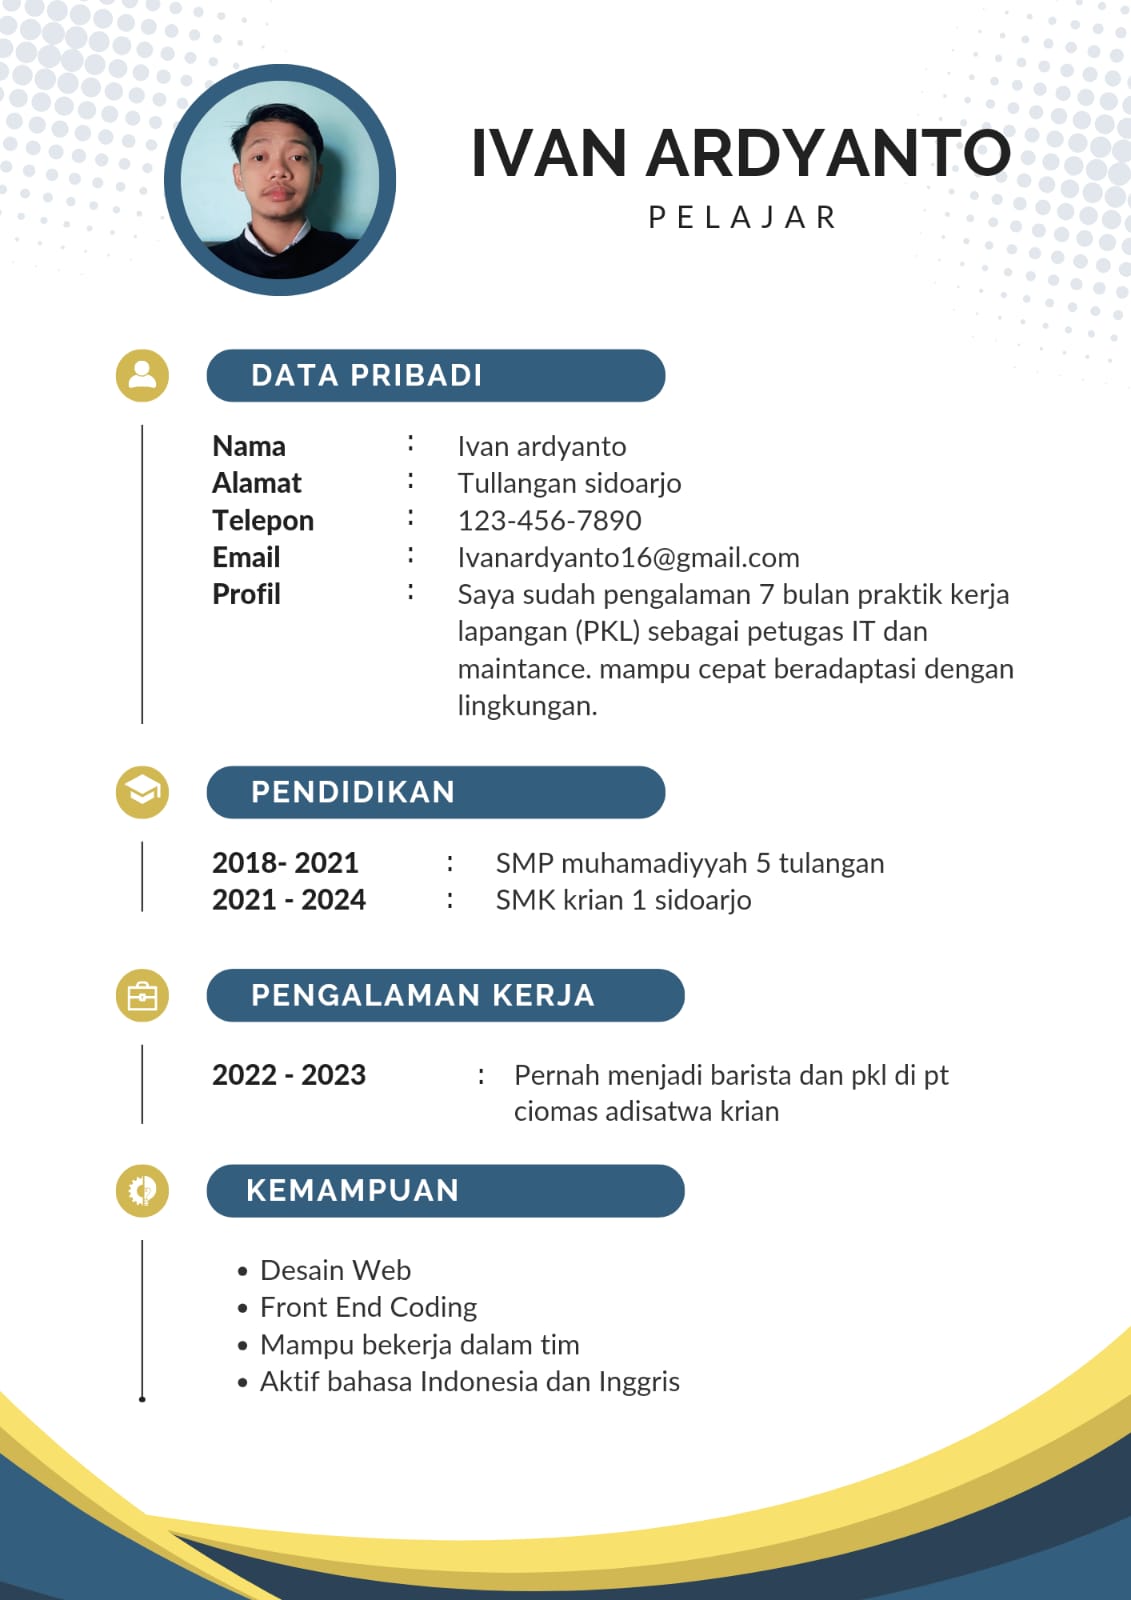 IVAN ARDYANTO
PELAJAR
DATA PRIBADI
Nama : Ivan ardyanto
Alamat : Tullangan sidoarjo
Telepon : 123-456-7890
Email : Ivanardyanto16@gmail.com
Profil : Saya sudah pengalaman 7 bulan praktik kerja
lapangan (PKL) sebagai petugas IT dan
maintance. mampu cepat beradaptasi dengan
lingkungan.
PENDIDIKAN
2018- 2021 : SMP muhamadiyyah 5 tulangan
2021 - 2024 : SMK krian 1 sidoarjo
PENGALAMAN KERJA
2022 - 2023 : Pernah menjadi barista dan pkl di pt
ciomas adisatwa krian
KEMAMPUAN
• Desain Web
• Front End Coding
• Mampu bekerja dalam tim
• Aktif bahasa Indonesia dan Inggris